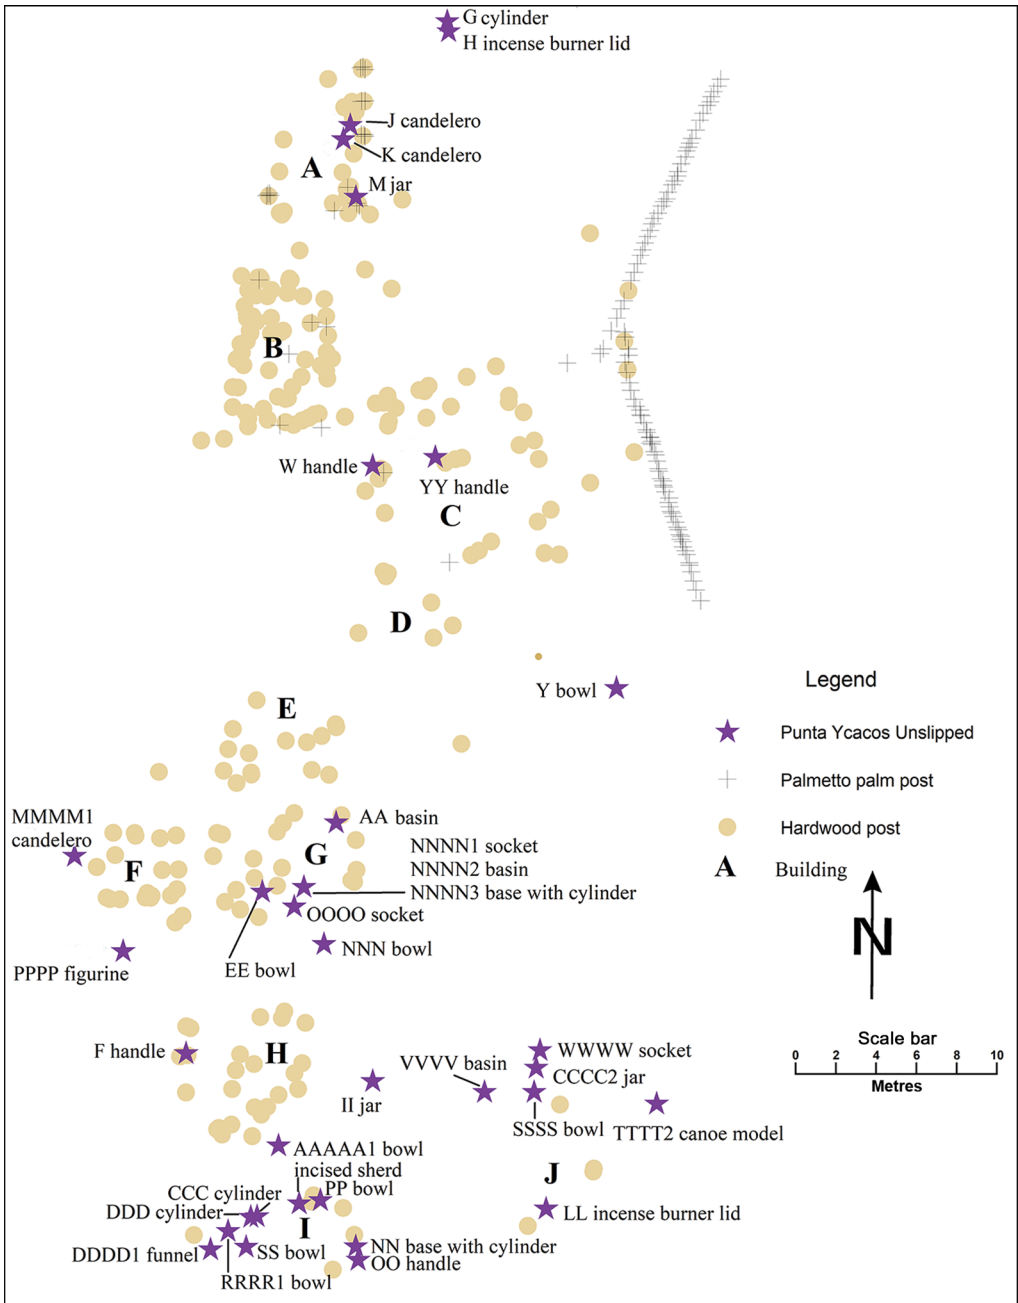 G cylinder
H incense burner lid
J candelero
K candelero
A
M jar
B
W handle
YY handle
C
D
Y bowl
Legend
E
Punta Ycacos Unslipped
Palmetto palm post
MMMM1
candelero
AA basin
Hardwood post
NNNN1 socket
G
NNNN2 basin
A
Building
F
NNNN3 base with cylinder
OOOO socket
NNN bowl
N
EE bowl
PPPP figurine
Scale bar
0 2 4 6 8 10
Metres
F handle
H
WWWW socket
VVVV basin
CCCC2 jar
II jar
SSSS bowl
TTTT2 canoe model
AAAAA1 bowl
incised sherd
J
PP bowl
CCC cylinder
DDD cylinder
LL incense burner lid
I
NN base with cylinder
DDDD1 funnel
SS bowl
OO handle
RRRR1 bowl